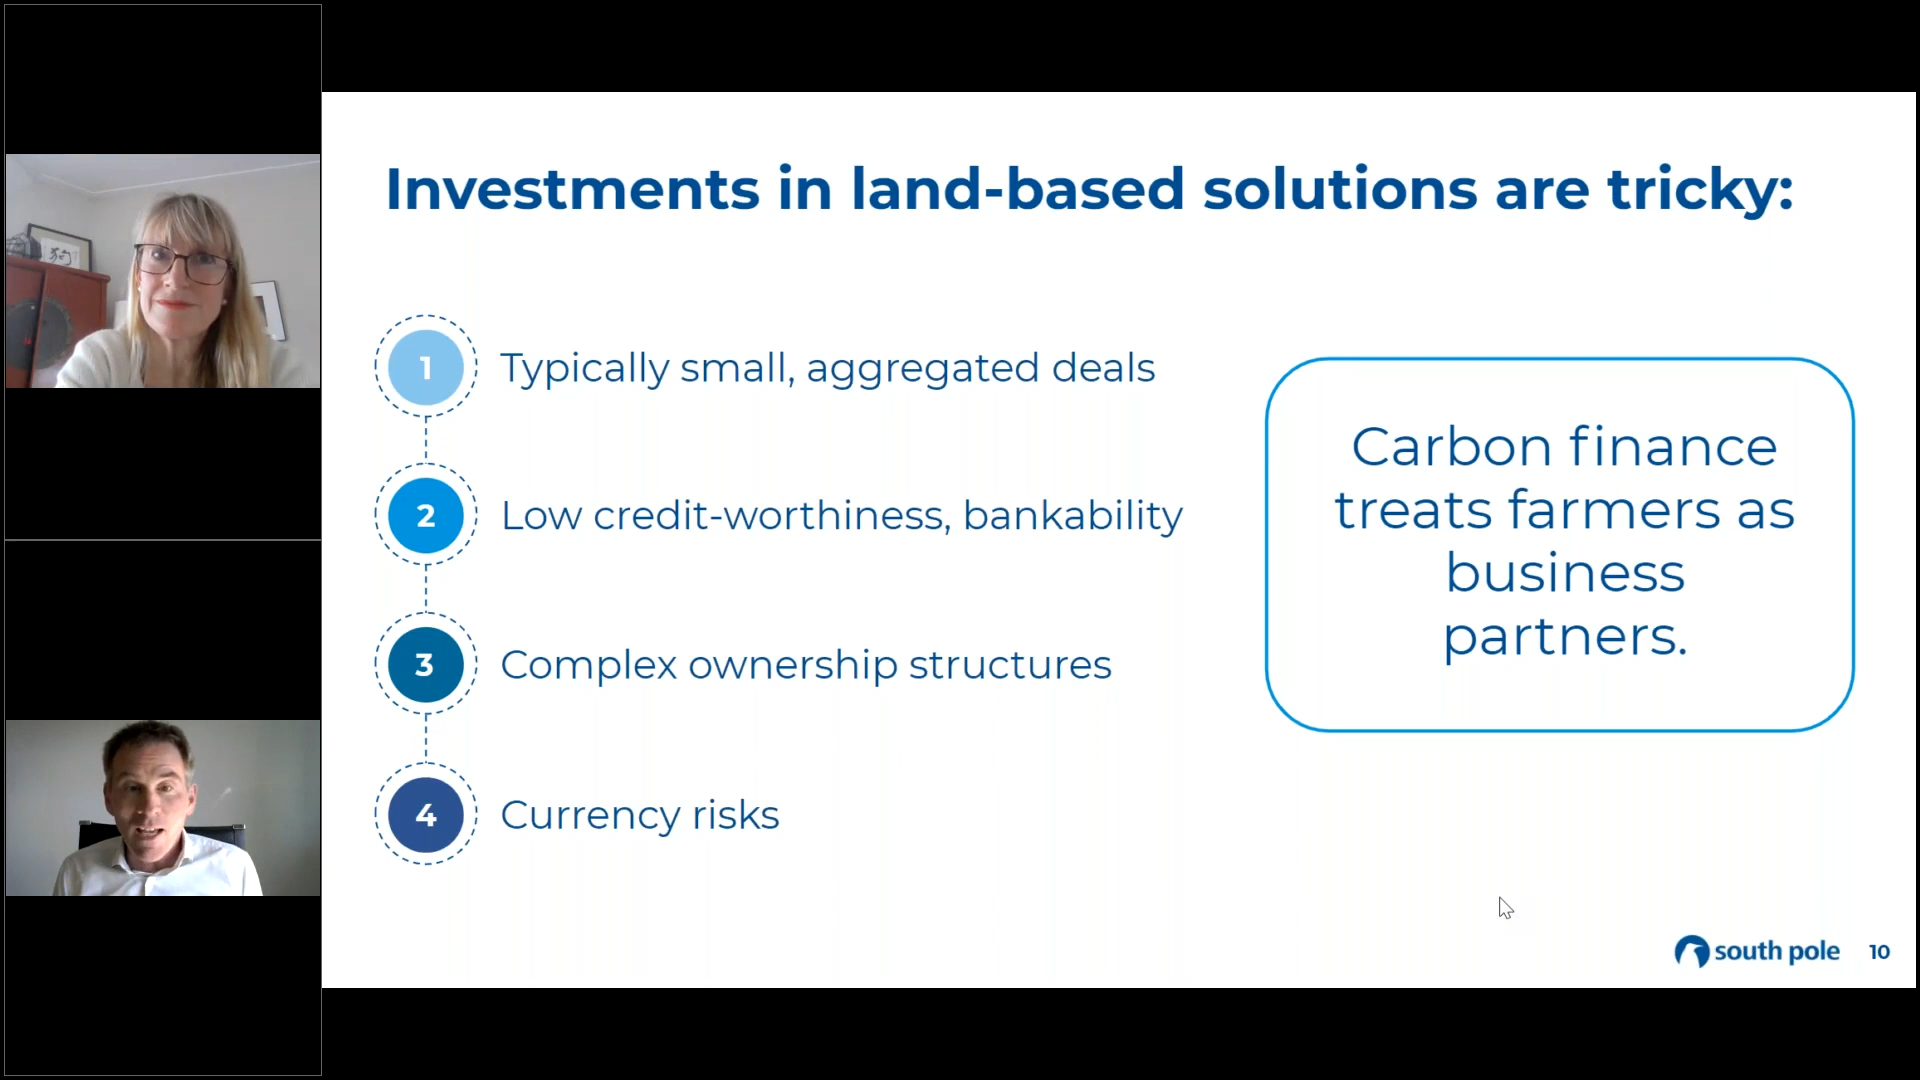 Investments in land-based solutions are tricky:
1 Typically small, aggregated deals
2 Low credit-worthiness, bankability
3 Complex ownership structures
4 Currency risks
Carbon finance
treats farmers as
business
partners.
south pole 10